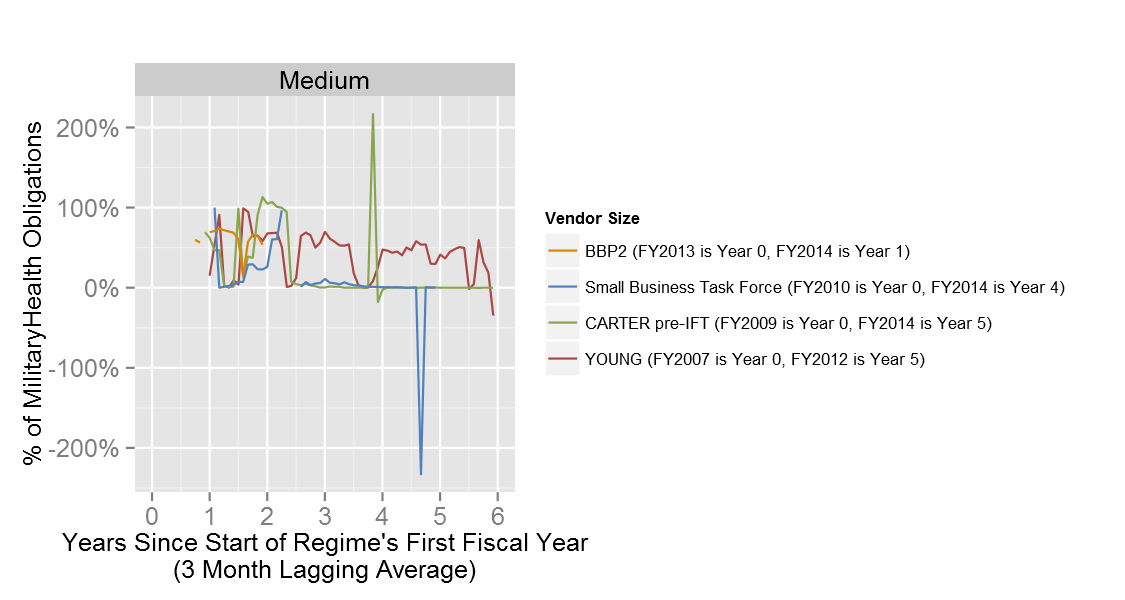 Medium
% of MilitaryHealth Obligations
200%
100%
0%
-100%
-200%
0 1 2 3 4 5 6
Years Since Start of Regime's First Fiscal Year
(3 Month Lagging Average)
Vendor Size
BBP2 (FY2013 is Year 0, FY2014 is Year 1)
Small Business Task Force (FY2010 is Year 0, FY2014 is Year 4)
CARTER pre-IFT (FY2009 is Year 0, FY2014 is Year 5)
YOUNG (FY2007 is Year 0, FY2012 is Year 5)